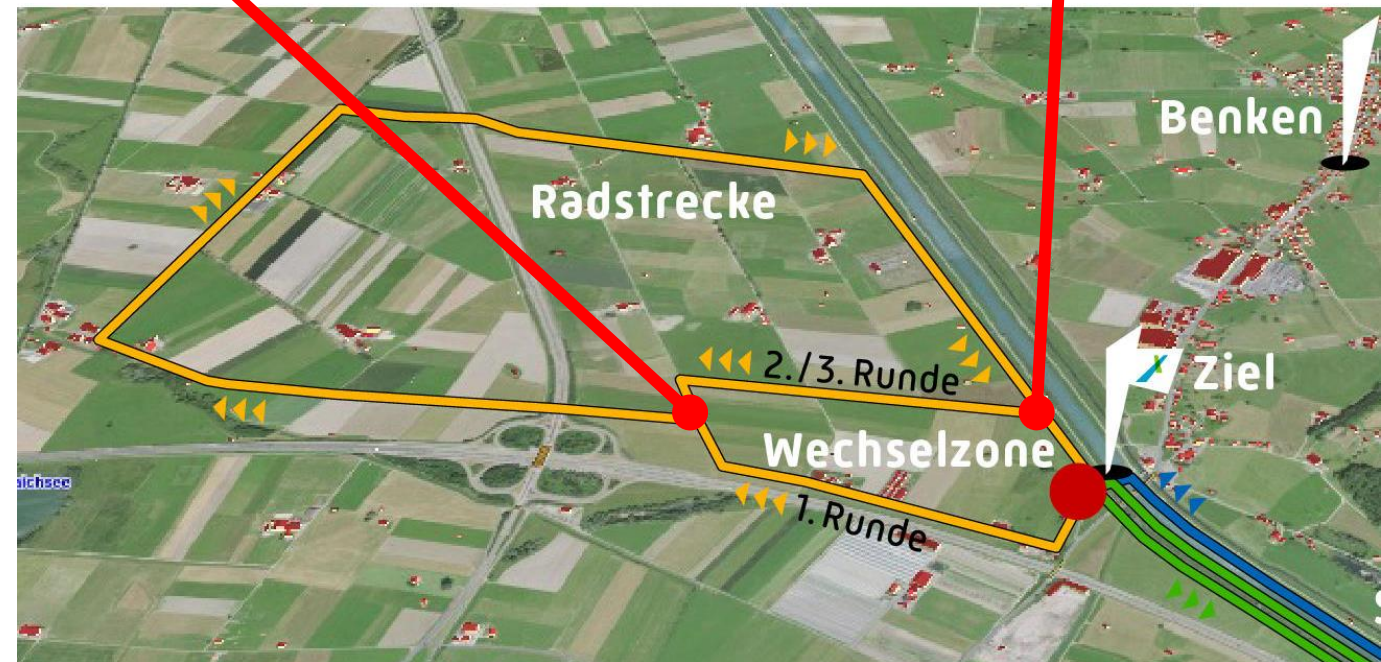 Benken
Radstrecke
2./3. Runde
Ziel
Wechselzone
1. Runde